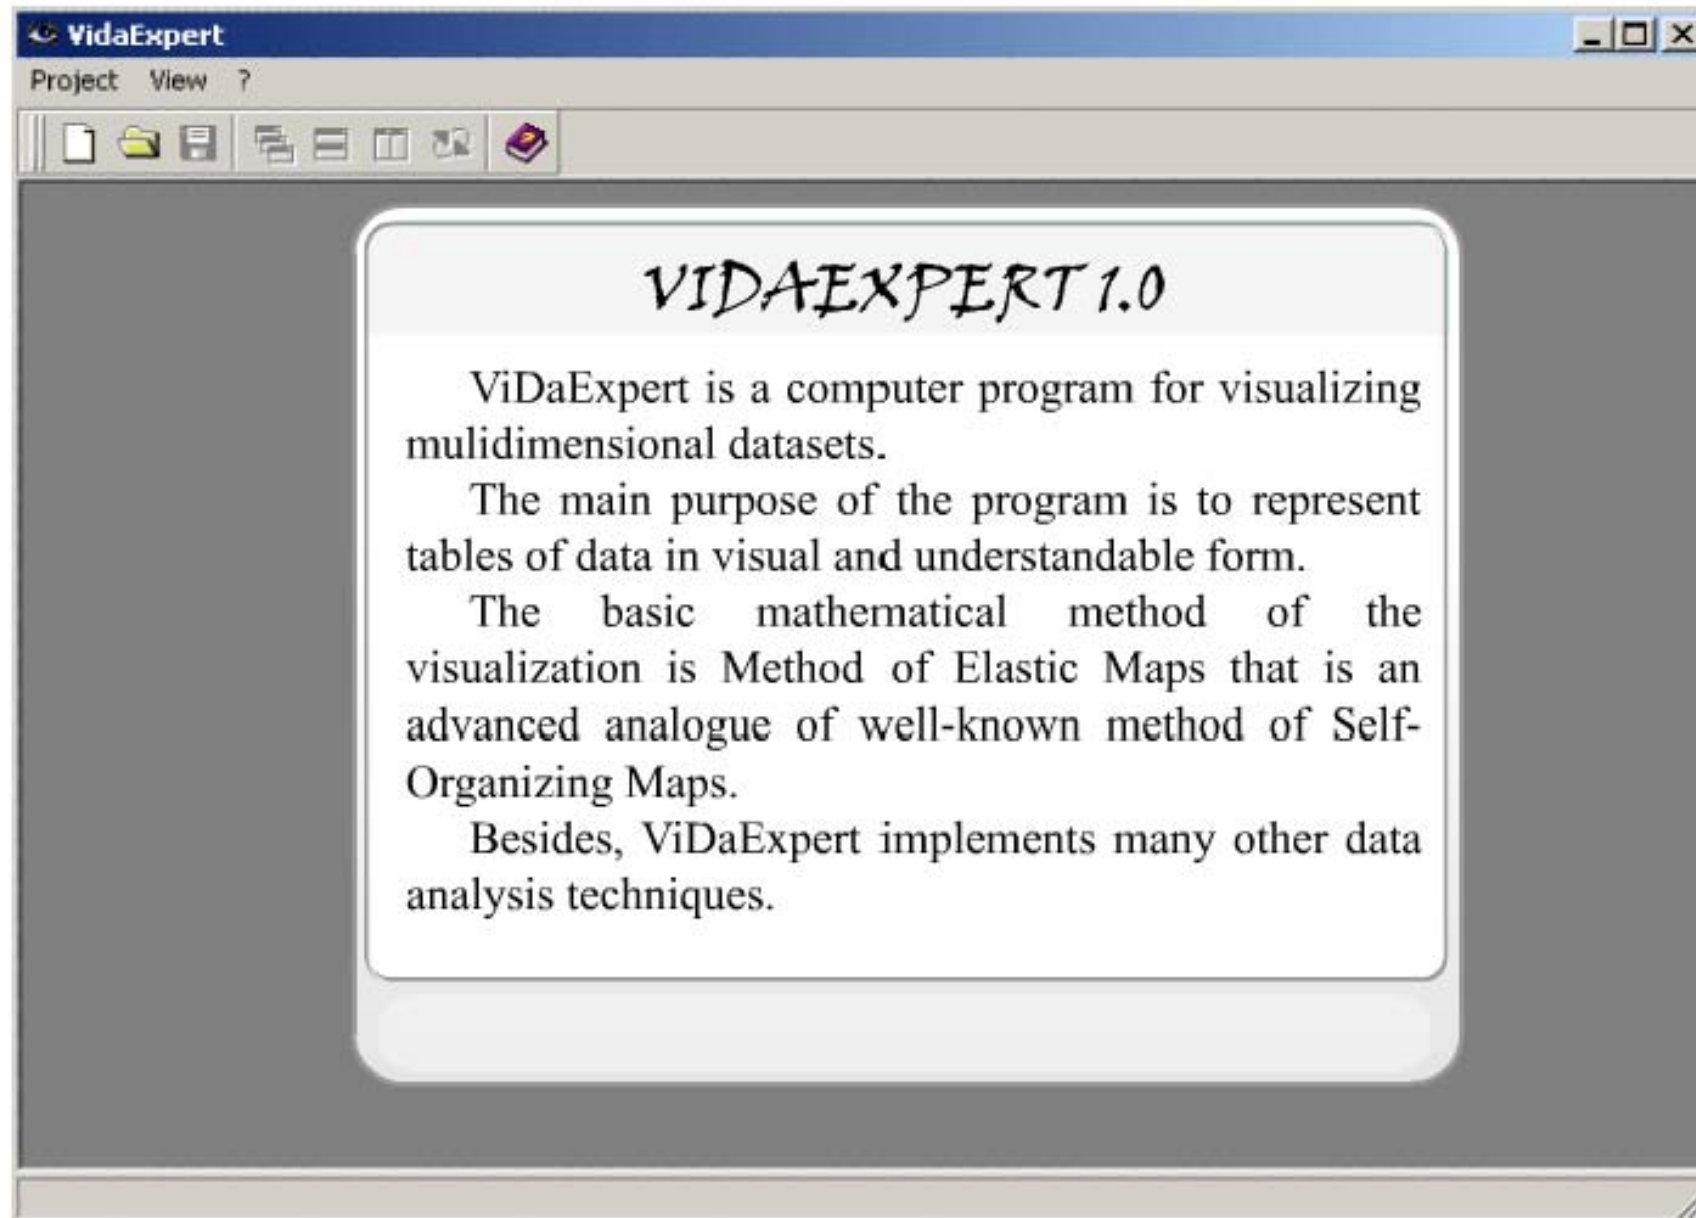 VidaExpert
Project View ?
VIDAEXPERT 1.0
ViDaExpert is a computer program for visualizing
mulidimensional datasets.
The main purpose of the program is to represent
tables of data in visual and understandable form.
The basic mathematical method of the
visualization is Method of Elastic Maps that is an
advanced analogue of well-known method of Self-
Organizing Maps.
Besides, ViDaExpert implements many other data
analysis techniques.